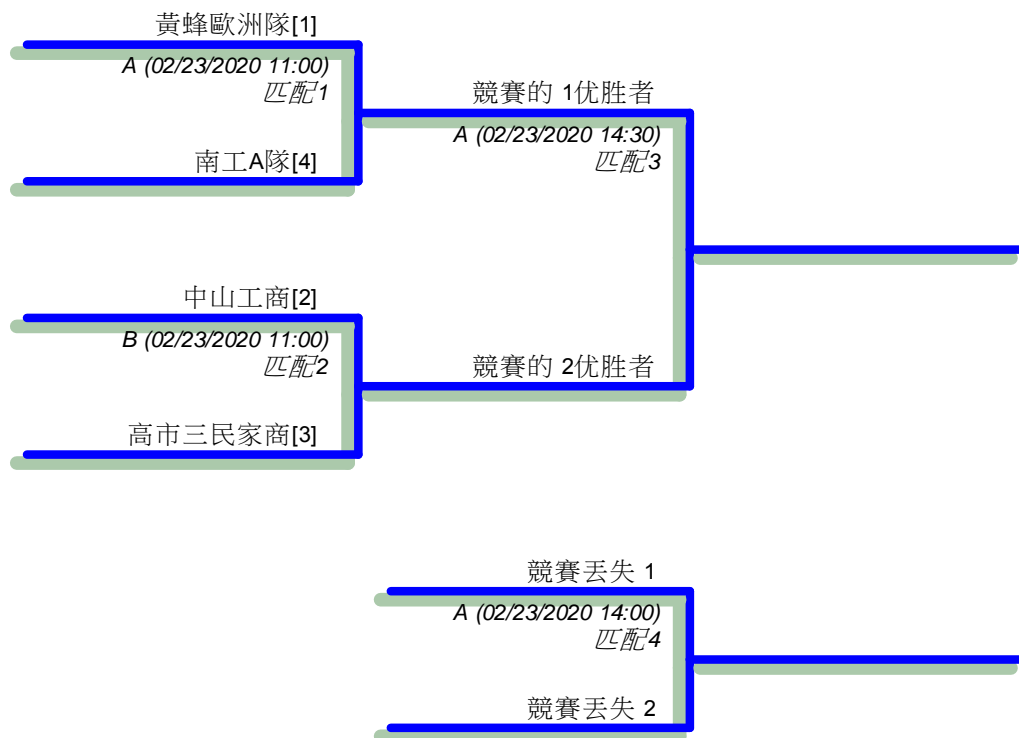 黃蜂歐洲隊[1]
A (02/23/2020 11:00)
匹配1
南工A隊[4]
競賽的 1优胜者
A (02/23/2020 14:30)
匹配3
中山工商[2]
B (02/23/2020 11:00)
匹配2
高市三民家商[3]
競賽的 2优胜者
競賽丟失 1
A (02/23/2020 14:00)
匹配4
競賽丟失 2